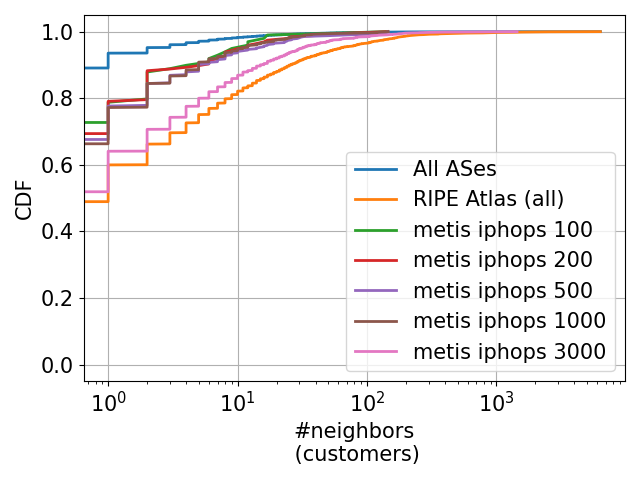 1.0
0.8
0.6
0.4
0.2
0.0
CDF
10⁰
10¹
10²
10³
#neighbors
(customers)
All ASes
RIPE Atlas (all)
metis iphops 100
metis iphops 200
metis iphops 500
metis iphops 1000
metis iphops 3000